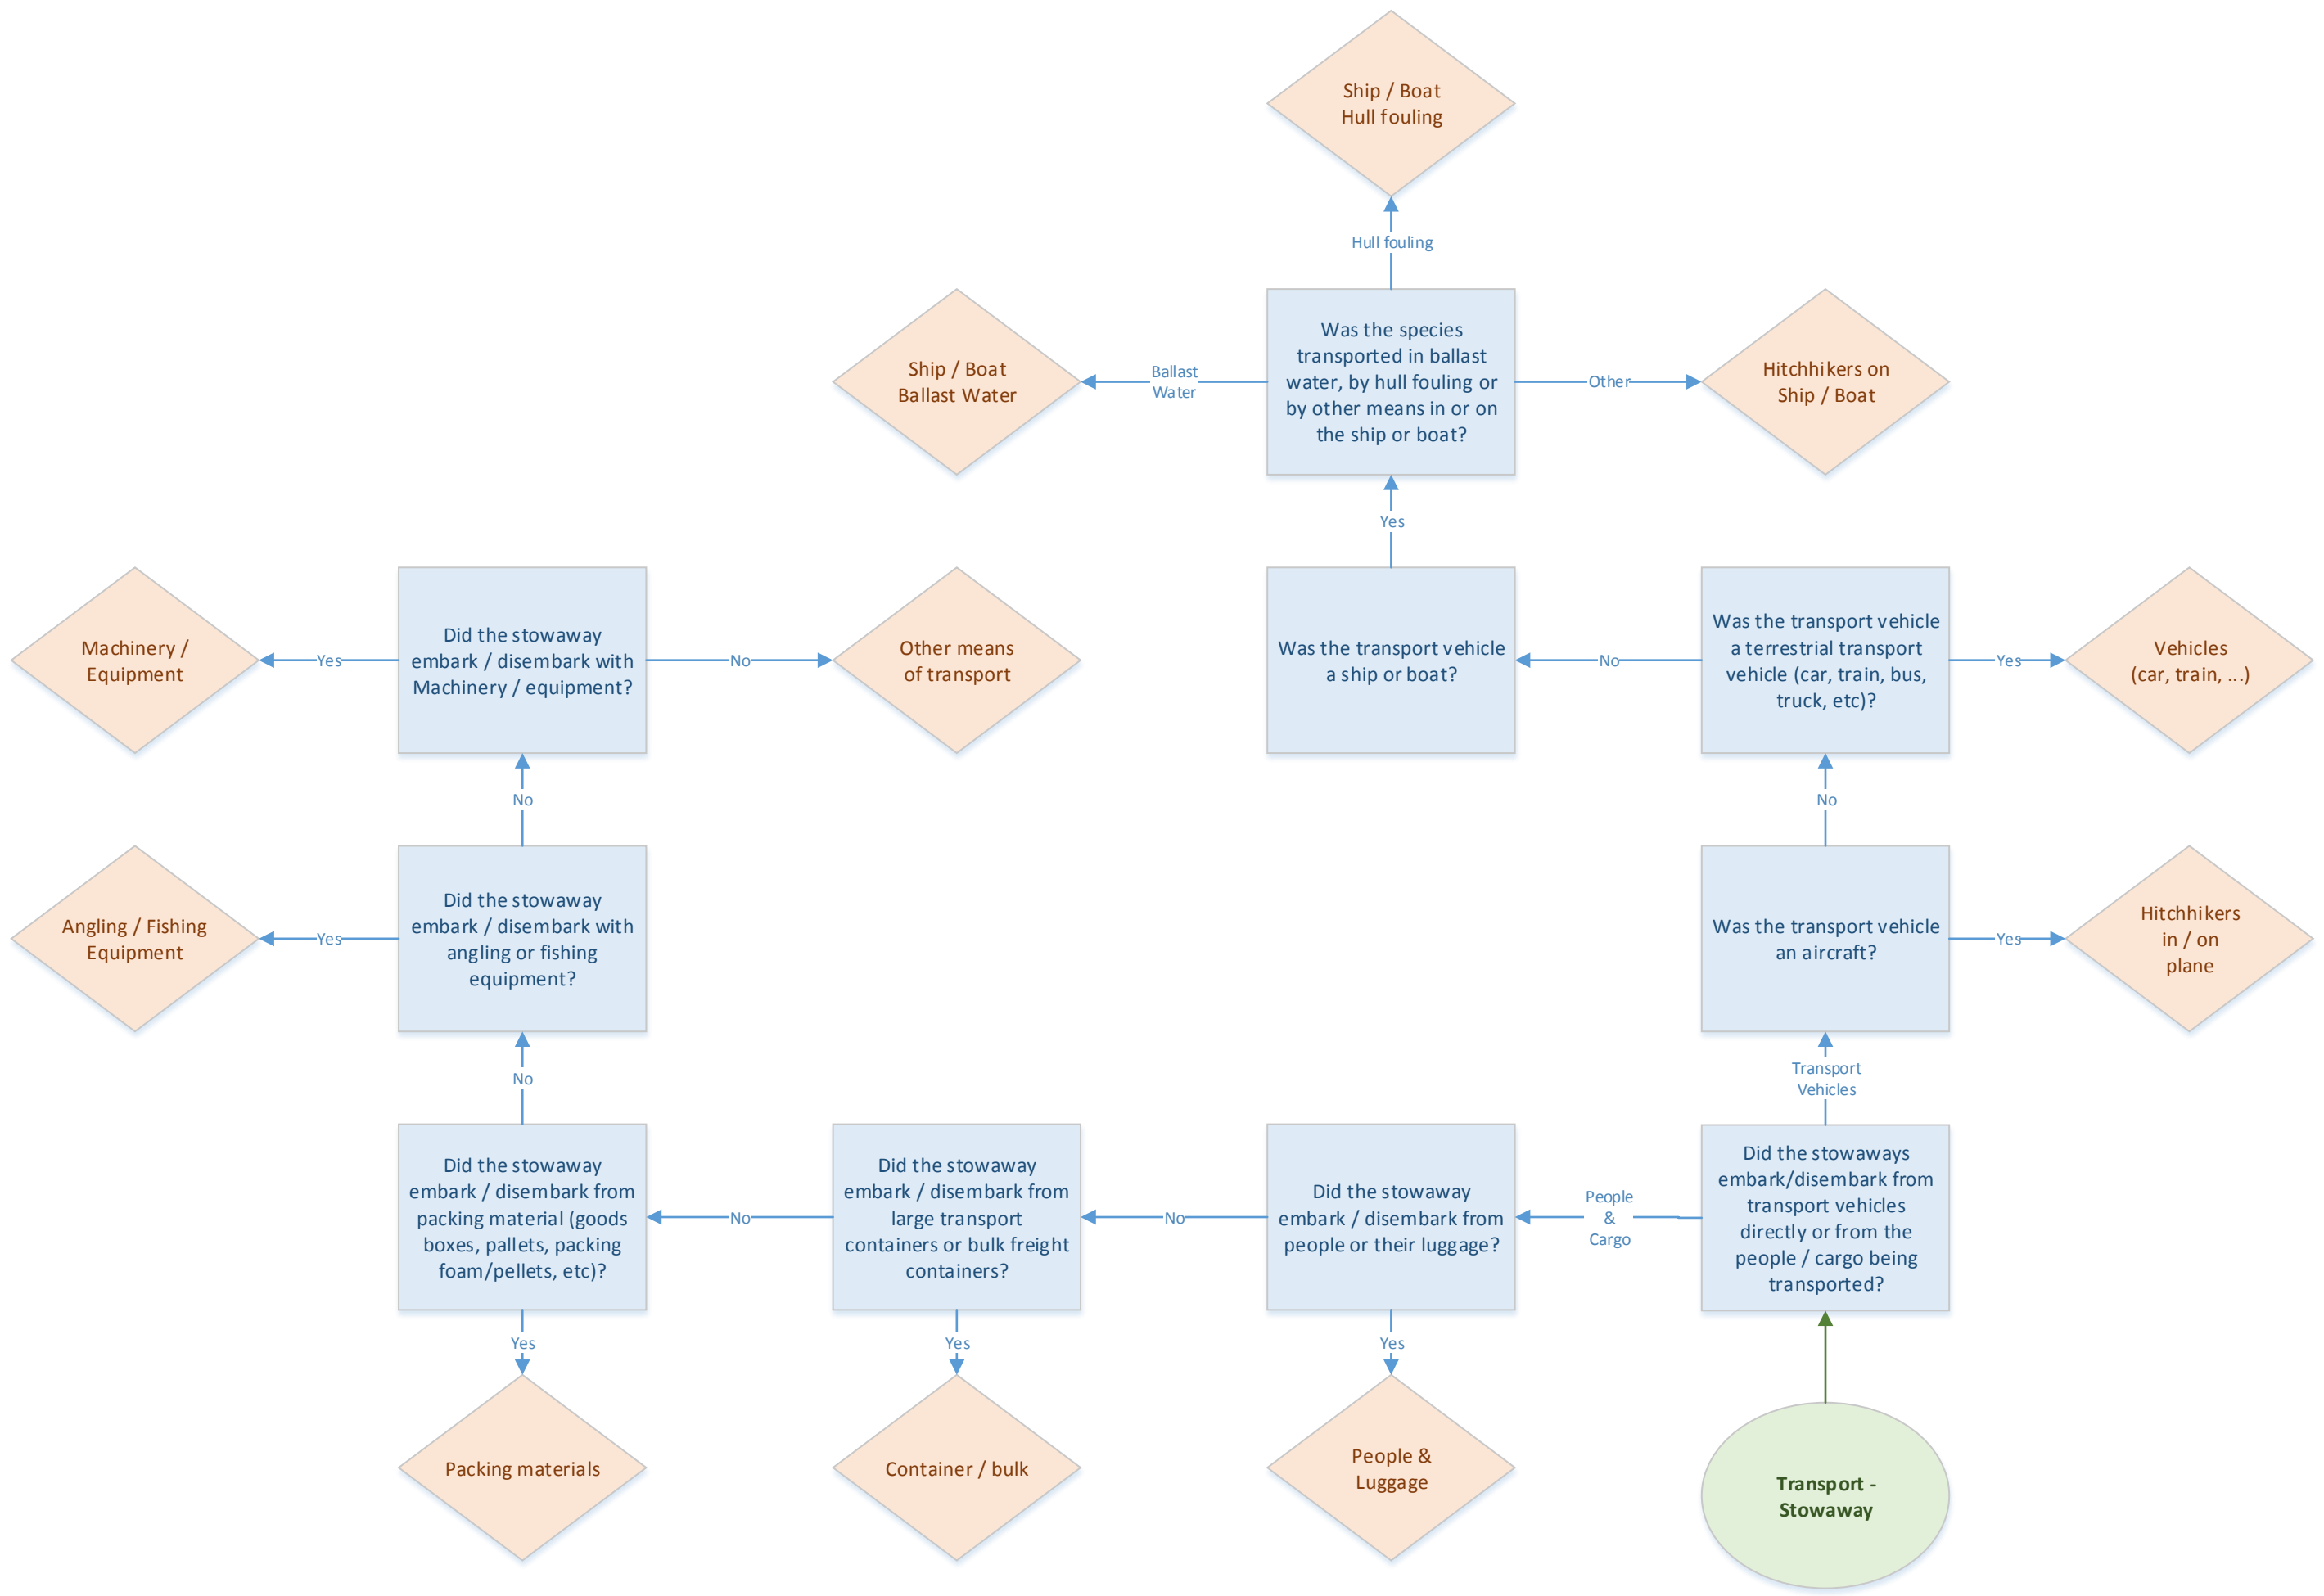 Ship / Boat
Hull fouling
Hull fouling
Ship / Boat
Ballast Water
Ballast
Water
Was the species
transported in ballast
water, by hull fouling or
by other means in or on
the ship or boat?
Other
Hitchhikers on
Ship / Boat
Yes
Machinery /
Equipment
Yes
Did the stowaway
embark / disembark with
Machinery / equipment?
No
Other means
of transport
Was the transport vehicle
a ship or boat?
No
Was the transport vehicle
a terrestrial transport
vehicle (car, train, bus,
truck, etc)?
Yes
Vehicles
(car, train, ...)
No
No
Angling / Fishing
Equipment
Yes
Did the stowaway
embark / disembark with
angling or fishing
equipment?
Was the transport vehicle
an aircraft?
Yes
Hitchhikers
in / on
plane
No
Transport
Vehicles
Did the stowaway
embark / disembark from
packing material (goods
boxes, pallets, packing
foam/pellets, etc)?
No
Did the stowaway
embark / disembark from
large transport
containers or bulk freight
containers?
No
Did the stowaway
embark / disembark from
people or their luggage?
People
&
Cargo
Did the stowaways
embark/disembark from
transport vehicles
directly or from the
people / cargo being
transported?
Yes
Yes
Yes
Packing materials
Container / bulk
People &
Luggage
Transport -
Stowaway